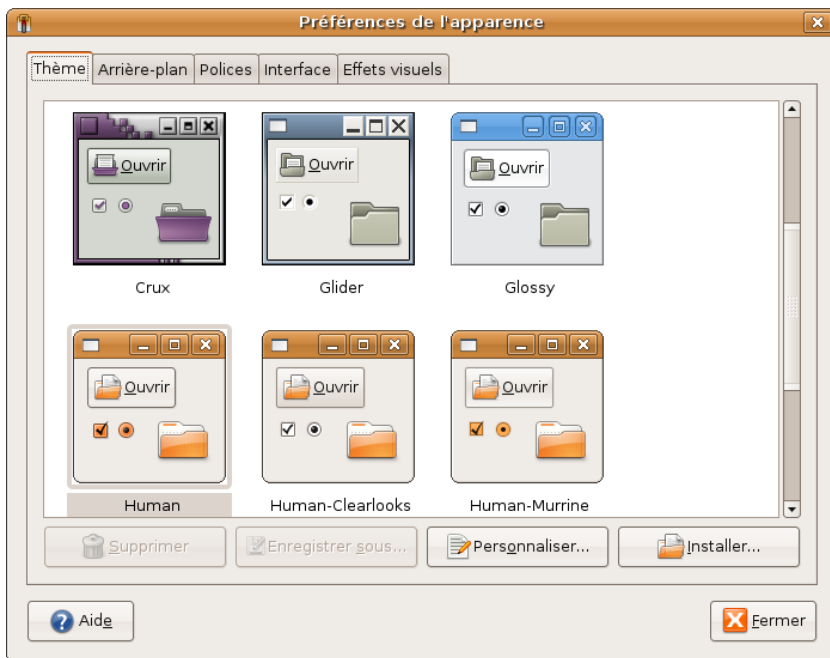 Préférences de l'apparence
Thème Arrière-plan Polices Interface Effets visuels
Ouvrir Ouvrir Ouvrir
Crux Glider Glossy
Ouvrir Ouvrir Ouvrir
Human Human-Clearlooks Human-Murrine
Supprimer Enregistrer sous... Personnaliser... Installer...
Aide Fermer